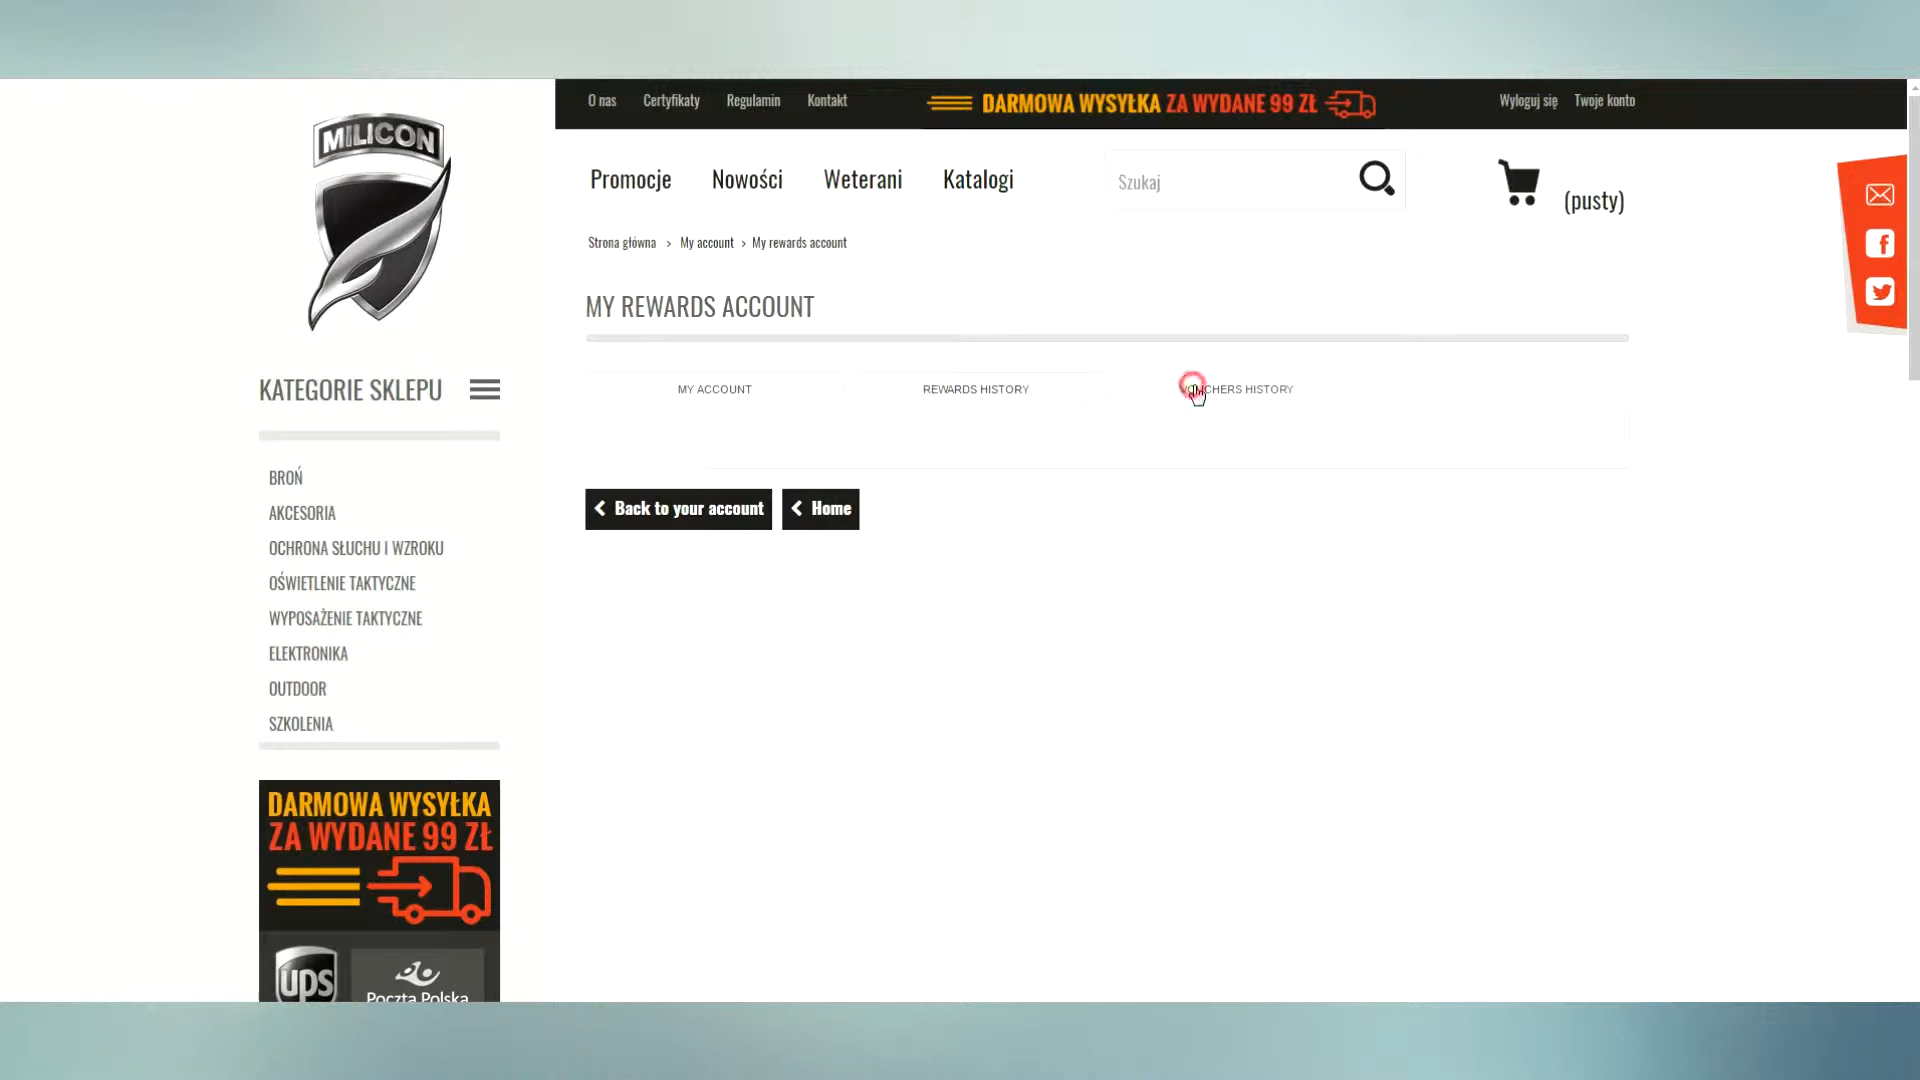 MILICON
O nas Certyfikaty Regulamin Kontakt
DARMOWA WYSYŁKA ZA WYDANE 99 ZŁ
Wyloguj się Twoje konto
Promocje Nowości Weterani Katalogi
Szukaj
(pusty)
Strona główna > My account > My rewards account
MY REWARDS ACCOUNT
MY ACCOUNT REWARDS HISTORY VOUCHERS HISTORY
Back to your account Home
KATEGORIE SKLEPU
BROŃ
AKCESORIA
OCHRONA SŁUCHU I WZROKU
OŚWIETLENIE TAKTYCZNE
WYPOSAŻENIE TAKTYCZNE
ELEKTRONIKA
OUTDOOR
SZKOLENIA
DARMOWA WYSYŁKA
ZA WYDANE 99 ZŁ
ups
Poczta Polska